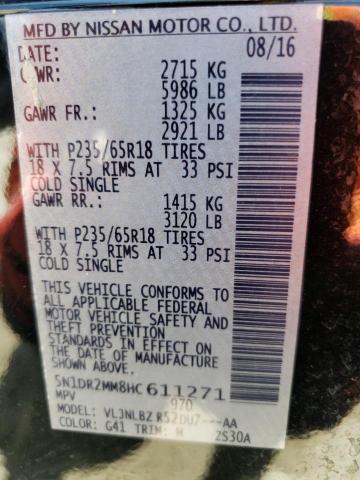 MFD BY NISSAN MOTOR CO., LTD.
DATE: 08/16
GVWR: 2715 KG
5986 LB
GAWR FR: 1325 KG
2921 LB
WITH P235/65R18 TIRES
18 X 7.5 RIMS AT 33 PSI
COLD SINGLE
GAWR RR: 1415 KG
3120 LB
WITH P235/65R18 TIRES
18 X 7.5 RIMS AT 33 PSI
COLD SINGLE
THIS VEHICLE CONFORMS TO
ALL APPLICABLE FEDERAL
MOTOR VEHICLE SAFETY AND
THEFT PREVENTION
STANDARDS IN EFFECT ON
THE DATE OF MANUFACTURE
SHOWN ABOVE.
5N1DR2MM8HC611271
MPV 970
MODEL: VLJNLBZ R52DU7---AA
COLOR: G41 TRIM: M ZS30A